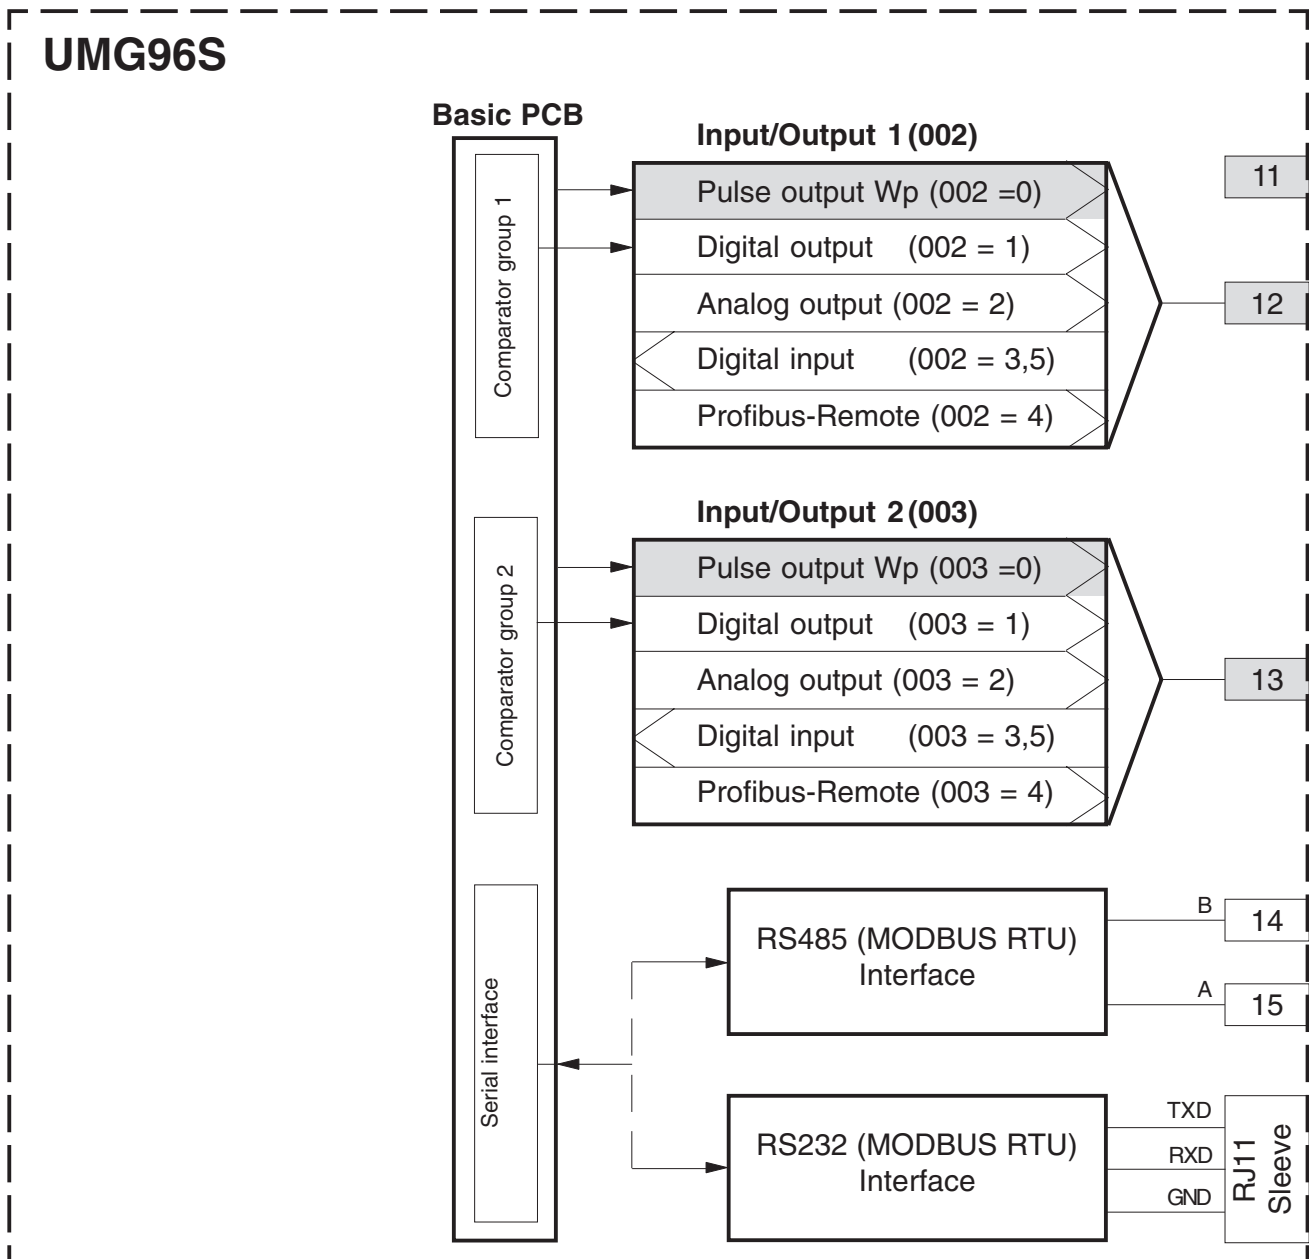 UMG96S
Basic PCB
Comparator group 1
Comparator group 2
Serial interface
Input/Output 1 (002)
Pulse output Wp (002 =0)
Digital output (002 = 1)
Analog output (002 = 2)
Digital input (002 = 3,5)
Profibus-Remote (002 = 4)
11
12
Input/Output 2 (003)
Pulse output Wp (003 =0)
Digital output (003 = 1)
Analog output (003 = 2)
Digital input (003 = 3,5)
Profibus-Remote (003 = 4)
13
RS485 (MODBUS RTU)
Interface
B
14
A
15
RS232 (MODBUS RTU)
Interface
TXD
RXD
GND
RJ11
Sleeve